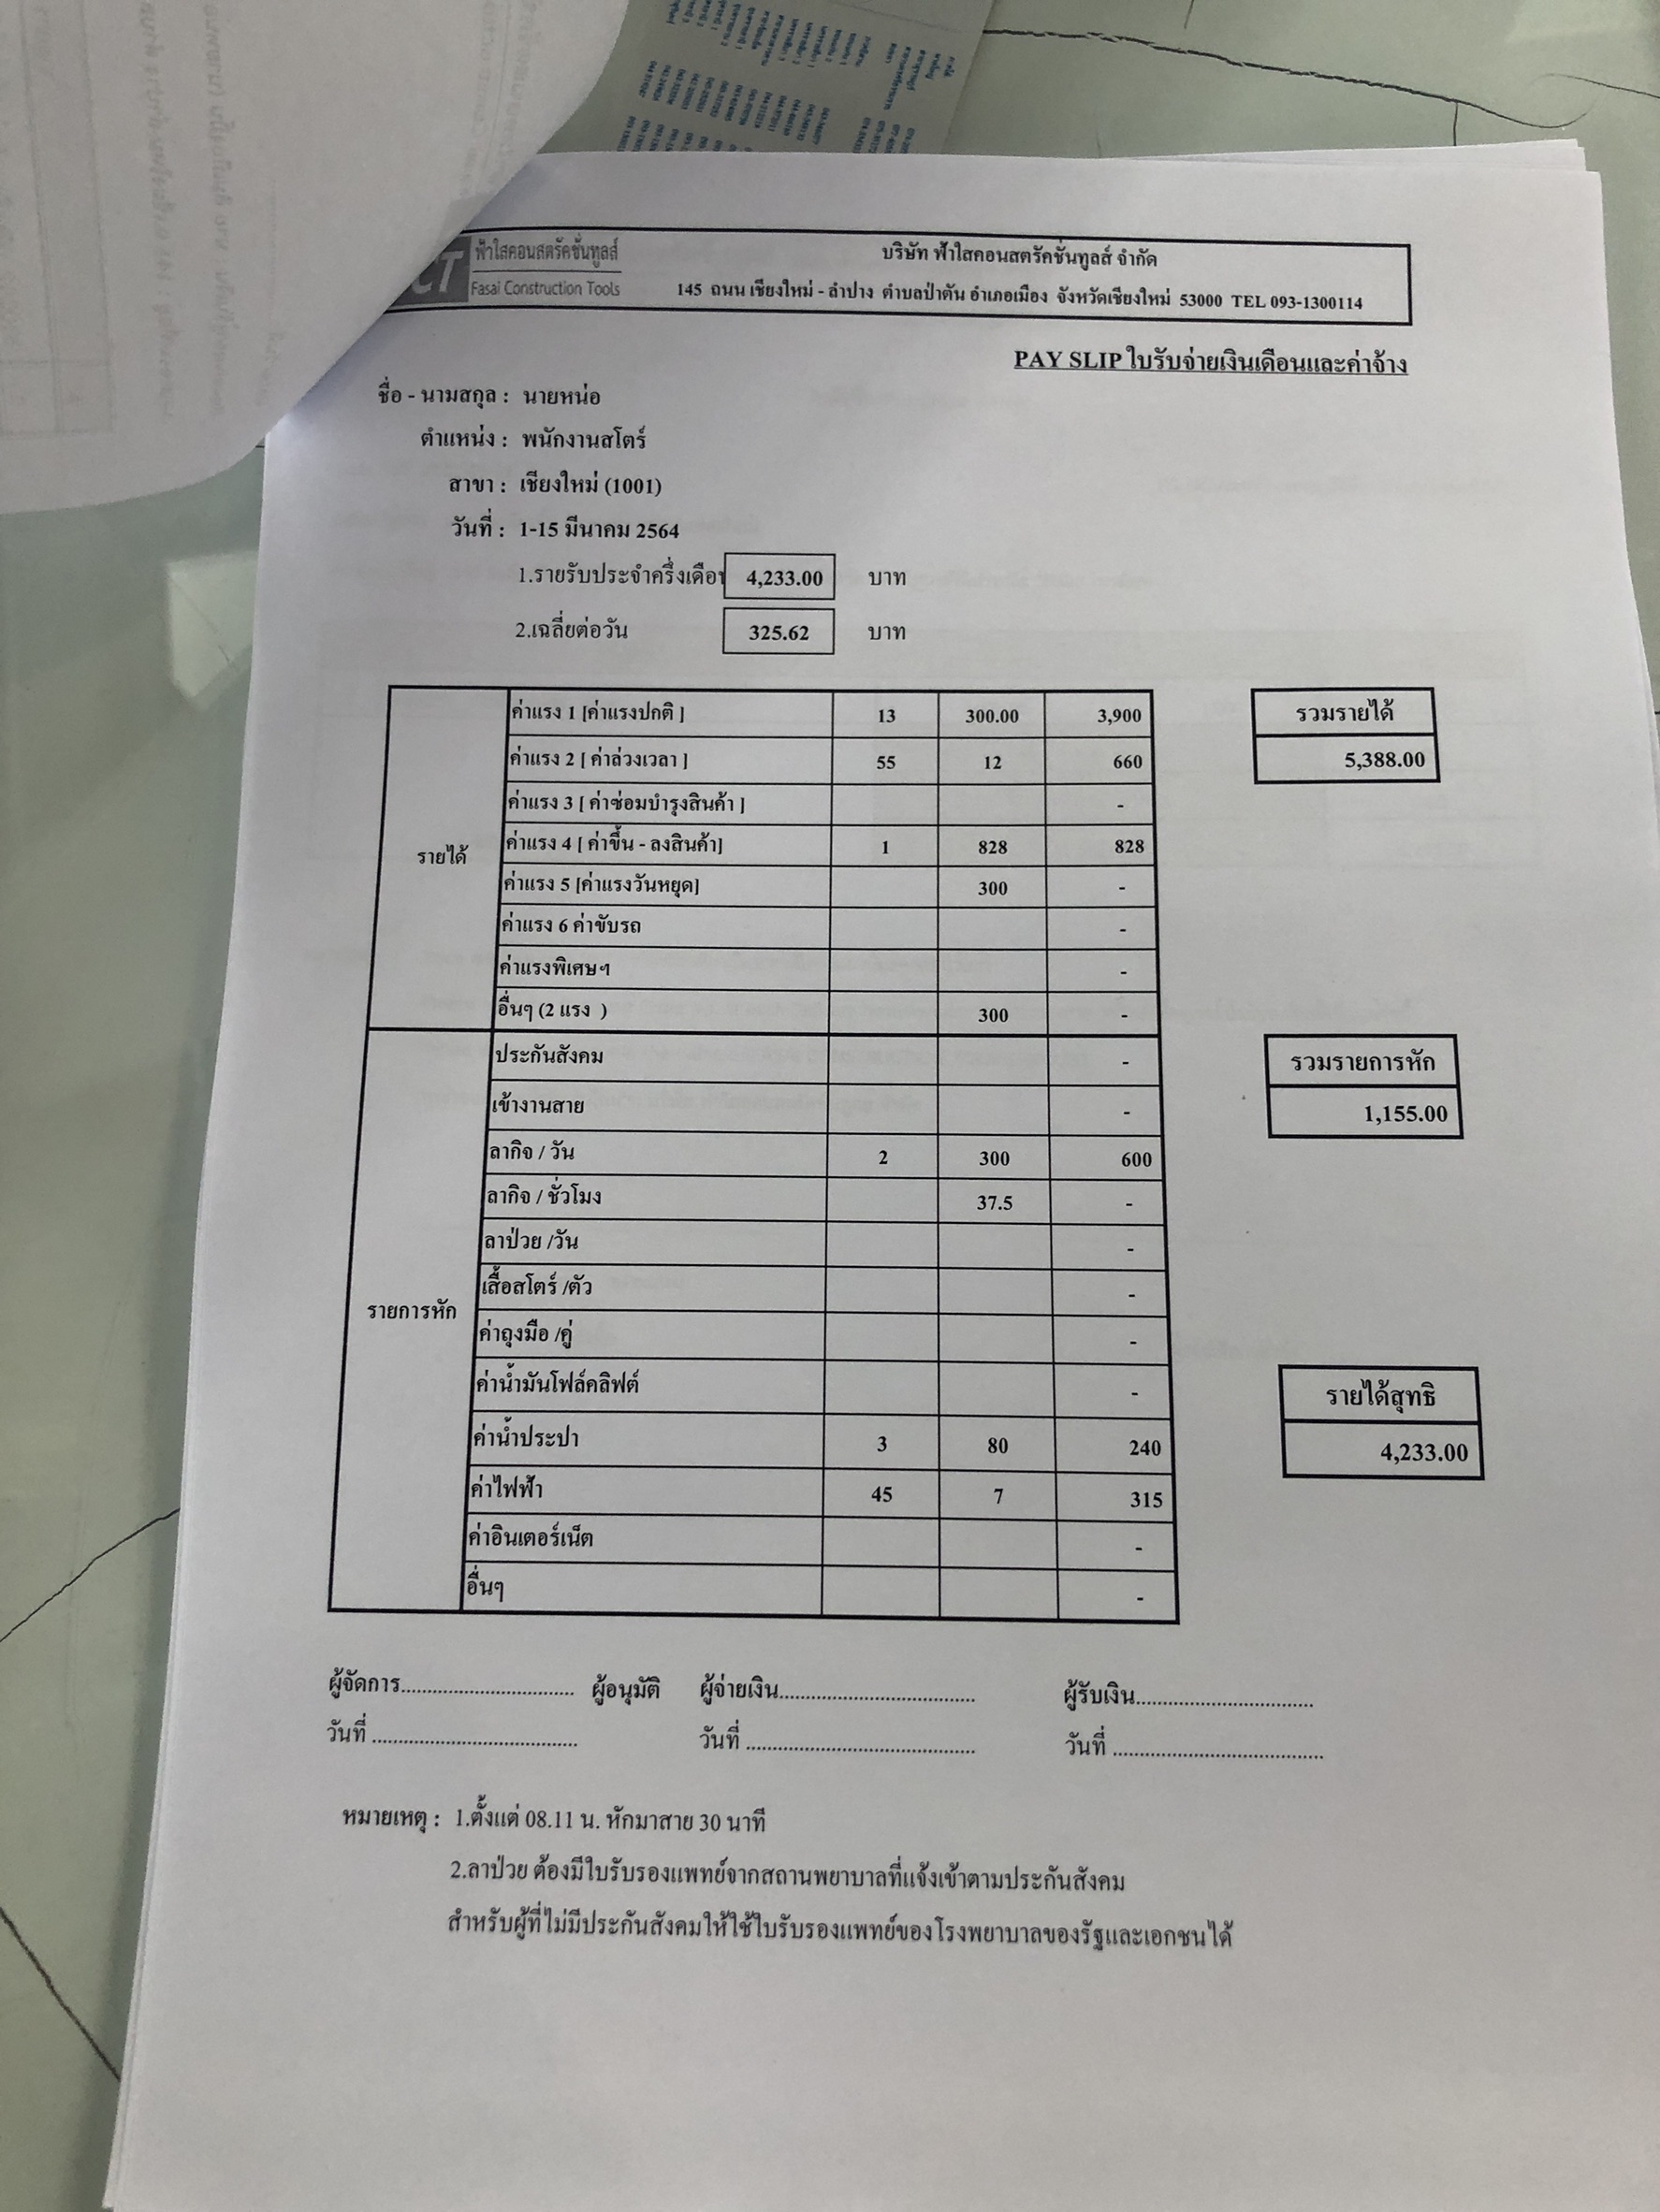 ฟ้าใสคอนสตรัคชั่นทูลส์
Fasai Construction Tools
บริษัท ฟ้าใสคอนสตรัคชั่นทูลส์ จำกัด
145 ถนน เชียงใหม่ - ลำปาง ตำบลป่าตัน อำเภอเมือง จังหวัดเชียงใหม่ 53000 TEL 093-1300114
PAY SLIP ใบรับจ่ายเงินเดือนและค่าจ้าง
ชื่อ - นามสกุล : นายหน่อ
ตำแหน่ง : พนักงานสโตร์
สาขา : เชียงใหม่ (1001)
วันที่ : 1-15 มีนาคม 2564
1.รายรับประจำครึ่งเดือน 4,233.00 บาท
2.เฉลี่ยต่อวัน 325.62 บาท
รายได้
ค่าแรง 1 [ค่าแรงปกติ ] 13 300.00 3,900
ค่าแรง 2 [ ค่าล่วงเวลา ] 55 12 660
ค่าแรง 3 [ ค่าซ่อมบำรุงสินค้า ] -
ค่าแรง 4 [ ค่าขึ้น - ลงสินค้า] 1 828 828
ค่าแรง 5 [ค่าแรงวันหยุด] 300 -
ค่าแรง 6 ค่าขับรถ -
ค่าแรงพิเศษฯ -
อื่นๆ (2 แรง ) 300 -
รวมรายได้
5,388.00
รายการหัก
ประกันสังคม -
เข้างานสาย -
ลากิจ / วัน 2 300 600
ลากิจ / ชั่วโมง 37.5 -
ลาป่วย /วัน -
เสื้อสโตร์ /ตัว -
ค่าถุงมือ /คู่ -
ค่าน้ำมันโฟล์คลิฟต์ -
ค่าน้ำประปา 3 80 240
ค่าไฟฟ้า 45 7 315
ค่าอินเตอร์เน็ต -
อื่นๆ -
รวมรายการหัก
1,155.00
รายได้สุทธิ
4,233.00
ผู้จัดการ................................ ผู้อนุมัติ ผู้จ่ายเงิน.................................... ผู้รับเงิน................................
วันที่ ...................................... วันที่ .......................................... วันที่ ......................................
หมายเหตุ : 1.ตั้งแต่ 08.11 น. หักมาสาย 30 นาที
2.ลาป่วย ต้องมีใบรับรองแพทย์จากสถานพยาบาลที่แจ้งเข้าตามประกันสังคม
สำหรับผู้ที่ไม่มีประกันสังคมให้ใช้ใบรับรองแพทย์ของโรงพยาบาลของรัฐและเอกชนได้